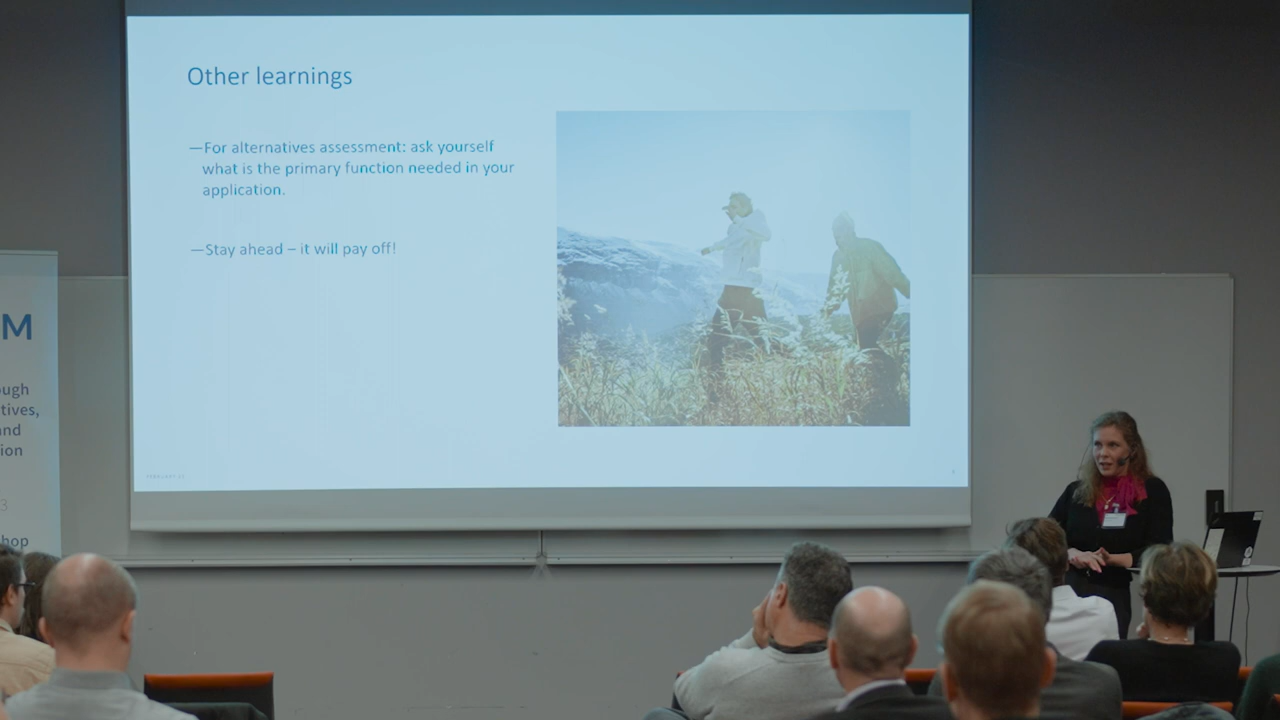 Other learnings
—For alternatives assessment: ask yourself
what is the primary function needed in your
application.
—Stay ahead – it will pay off!
M
ough
tives,
and
ion
3
hop